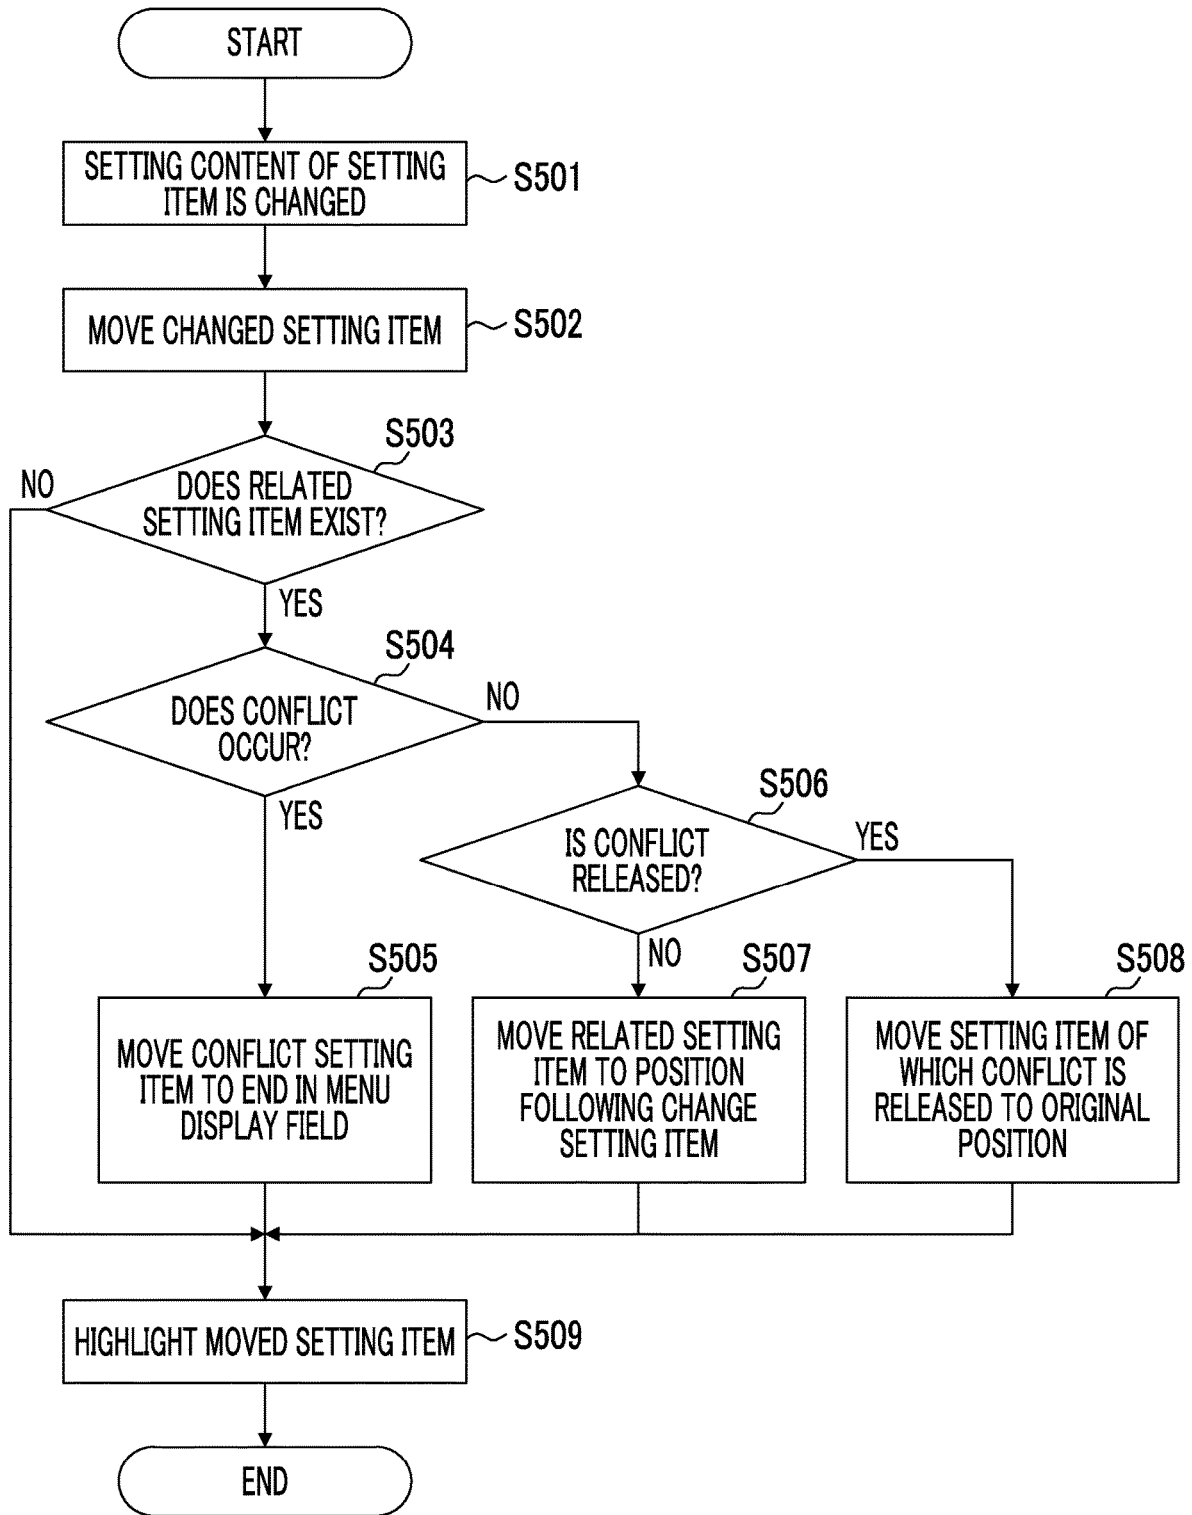 START
SETTING CONTENT OF SETTING
ITEM IS CHANGED
S501
MOVE CHANGED SETTING ITEM
S502
S503
NO
DOES RELATED
SETTING ITEM EXIST?
YES
S504
DOES CONFLICT
OCCUR?
NO
YES
S506
IS CONFLICT
RELEASED?
YES
NO
S505
MOVE CONFLICT SETTING
ITEM TO END IN MENU
DISPLAY FIELD
S507
MOVE RELATED SETTING
ITEM TO POSITION
FOLLOWING CHANGE
SETTING ITEM
S508
MOVE SETTING ITEM OF
WHICH CONFLICT IS
RELEASED TO ORIGINAL
POSITION
HIGHLIGHT MOVED SETTING ITEM
S509
END